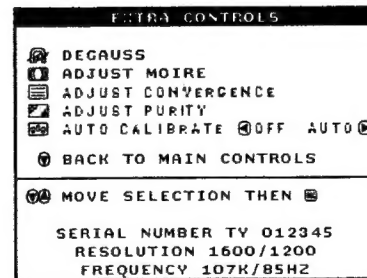 EXTRA CONTROLS
DEGAUSS
ADJUST MOIRE
ADJUST CONVERGENCE
ADJUST PURITY
AUTO CALIBRATE OFF AUTO
BACK TO MAIN CONTROLS
MOVE SELECTION THEN
SERIAL NUMBER TY 012345
RESOLUTION 1600/1200
FREQUENCY 107K/85HZ